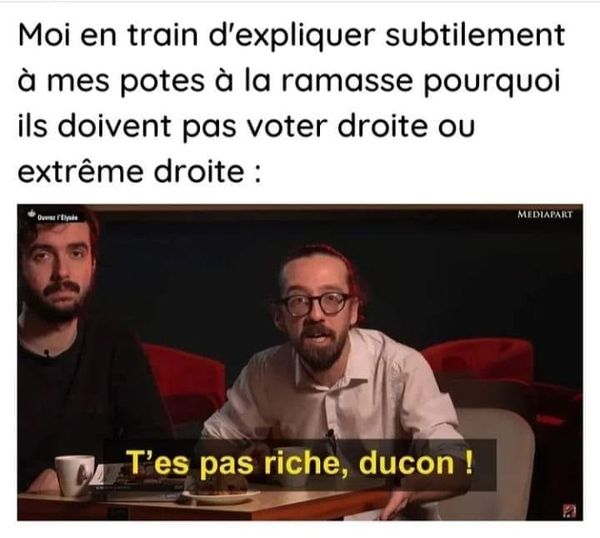 Moi en train d'expliquer subtilement
à mes potes à la ramasse pourquoi
ils doivent pas voter droite ou
extrême droite :
Ouvrez l'Elysée
MEDIAPART
T'es pas riche, ducon !